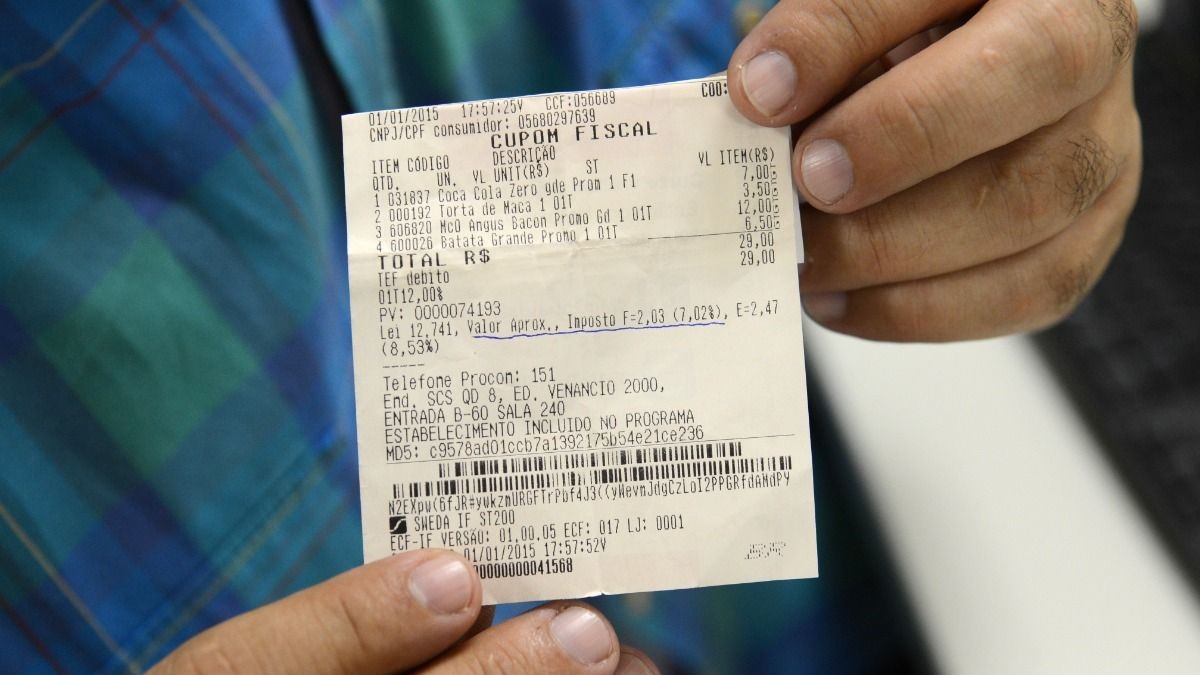 01/01/2015 17:57:25V CCF:056689 COO:
CNPJ/CPF consumidor: 05680297639
CUPOM FISCAL
ITEM CÓDIGO DESCRIÇÃO
QTD. UN. VL UNIT(R$) ST VL ITEM(R$)
1 031837 Coca Cola Zero gde Prom 1 F1 7,00
2 000192 Torta de Maca 1 01T 3,50
3 606820 McO Angus Bacon Promo Gd 1 01T 12,00
4 600026 Batata Grande Promo 1 01T 6,50
TOTAL R$ 29,00
TEF debito 29,00
01T12,00%
PV: 0000074193
Lei 12.741, Valor Aprox., Imposto F=2,03 (7,02%), E=2,47
(8,53%)
-----
Telefone Procon: 151
End. SCS QD 8, ED. VENANCIO 2000,
ENTRADA B-60 SALA 240
ESTABELECIMENTO INCLUIDO NO PROGRAMA
MD5: c9578ad01ccb7a1392175b54e21ce236
SWEDA IF ST200
ECF-IF VERSÃO: 01.00.05 ECF: 017 LJ: 0001
01/01/2015 17:57:52V
00000000041568
BR